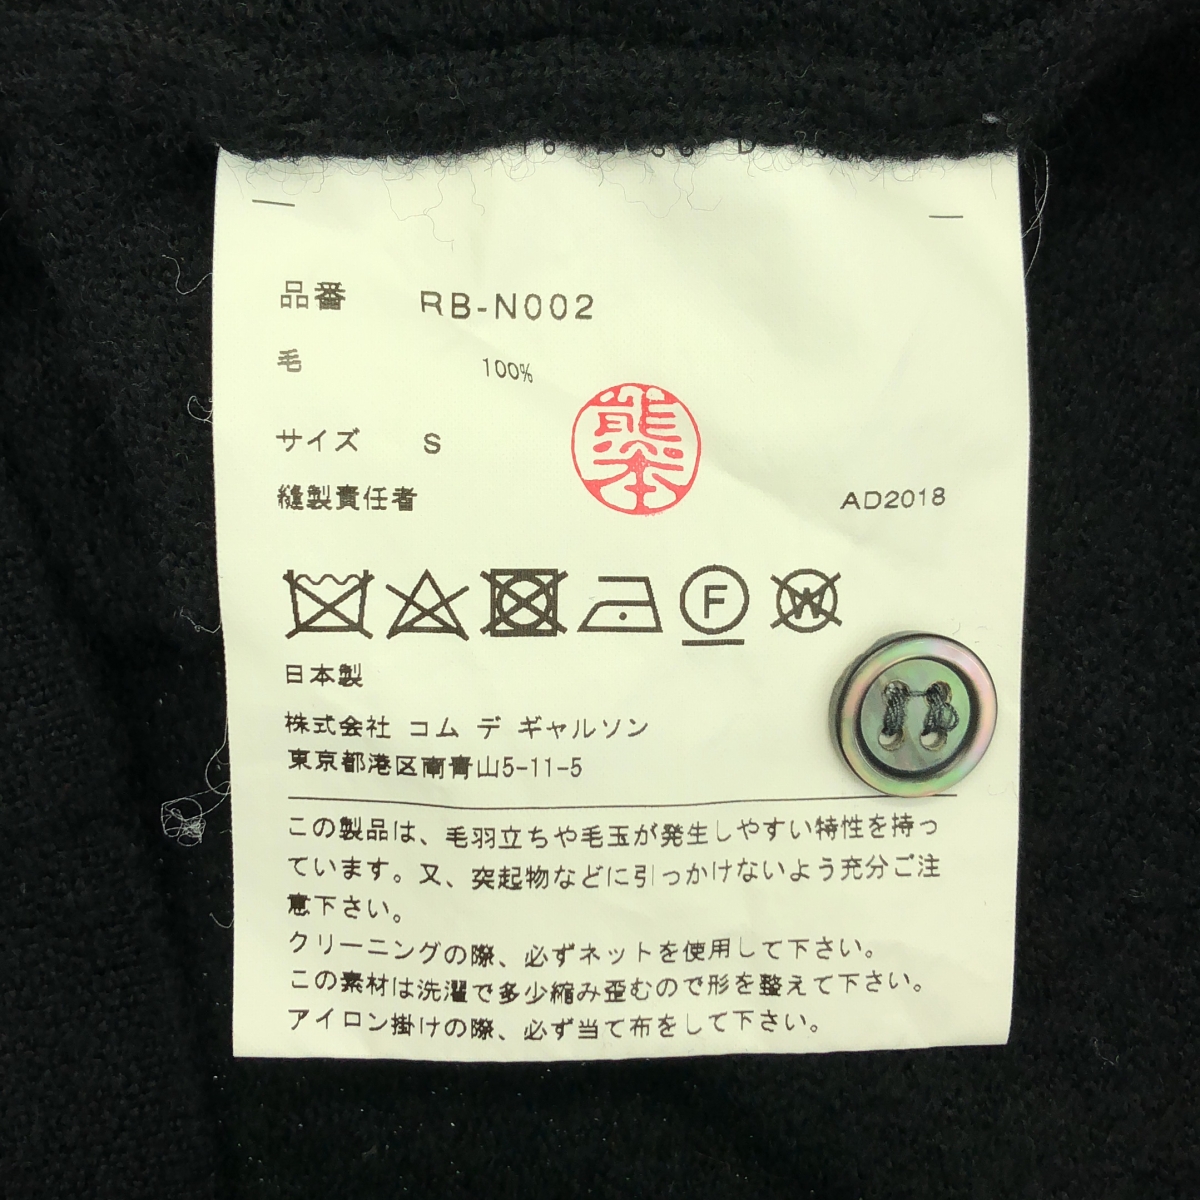 品番 RB-N002
毛 100%
サイズ S
熊本
縫製責任者 AD2018
F W
日本製
株式会社 コム デ ギャルソン
東京都港区南青山5-11-5
この製品は、毛羽立ちや毛玉が発生しやすい特性を持っ
ています。又、突起物などに引っかけないよう充分ご注
意下さい。
クリーニングの際、必ずネットを使用して下さい。
この素材は洗濯で多少縮み歪むので形を整えて下さい。
アイロン掛けの際、必ず当て布をして下さい。